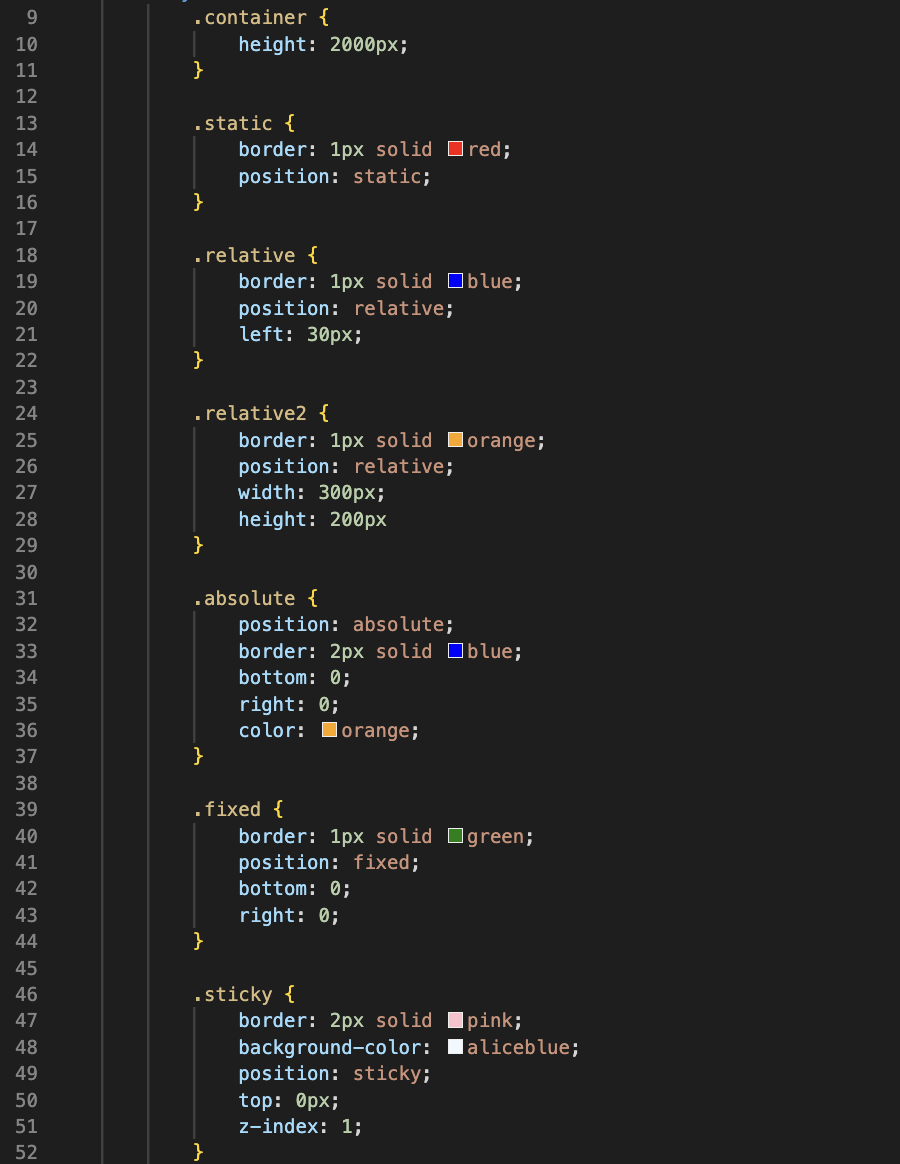 9 .container {
10 height: 2000px;
11 }
12
13 .static {
14 border: 1px solid red;
15 position: static;
16 }
17
18 .relative {
19 border: 1px solid blue;
20 position: relative;
21 left: 30px;
22 }
23
24 .relative2 {
25 border: 1px solid orange;
26 position: relative;
27 width: 300px;
28 height: 200px
29 }
30
31 .absolute {
32 position: absolute;
33 border: 2px solid blue;
34 bottom: 0;
35 right: 0;
36 color: orange;
37 }
38
39 .fixed {
40 border: 1px solid green;
41 position: fixed;
42 bottom: 0;
43 right: 0;
44 }
45
46 .sticky {
47 border: 2px solid pink;
48 background-color: aliceblue;
49 position: sticky;
50 top: 0px;
51 z-index: 1;
52 }